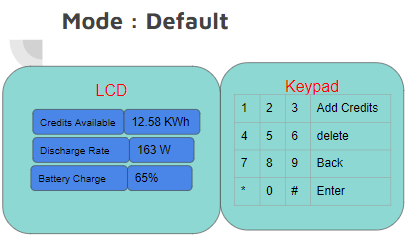 Mode : Default
LCD
Credits Available 12.58 KWh
Discharge Rate 163 W
Battery Charge 65%
Keypad
1 2 3 Add Credits
4 5 6 delete
7 8 9 Back
* 0 # Enter